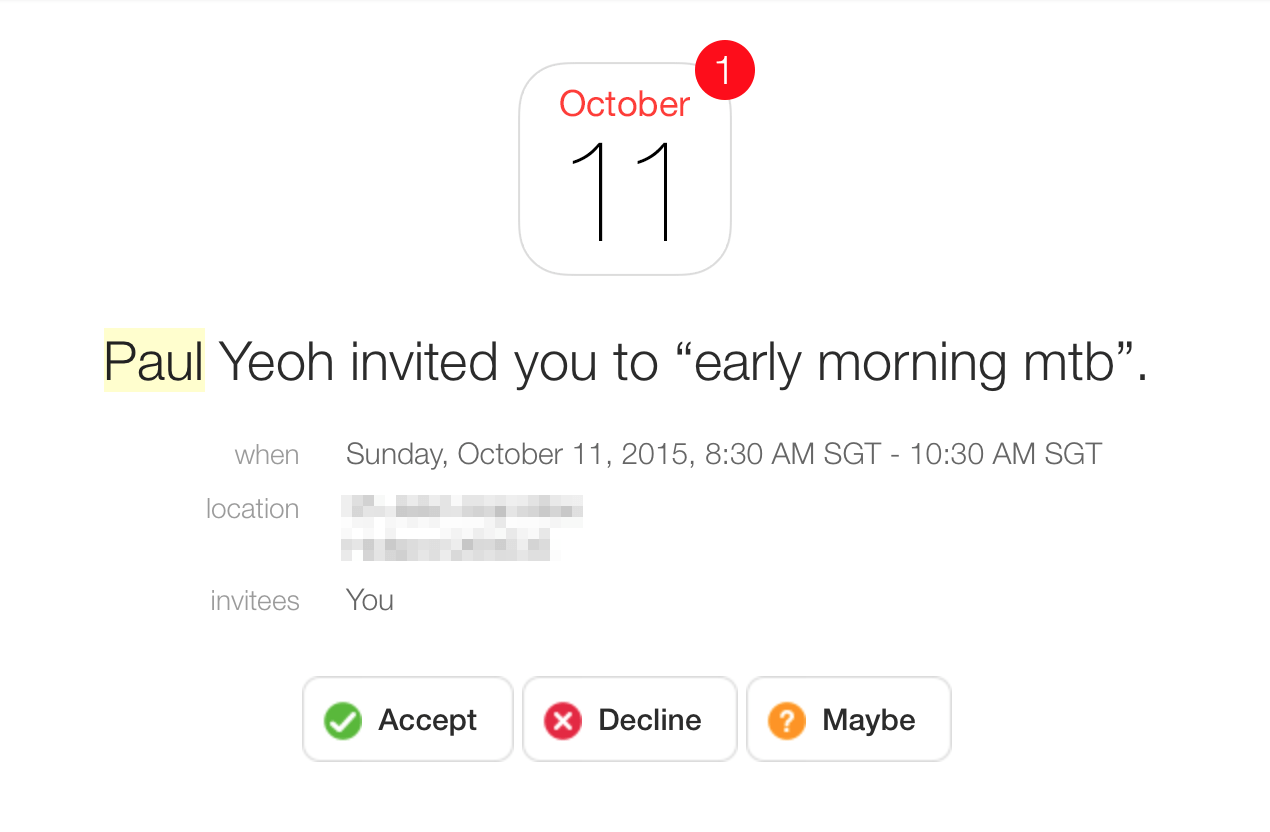 1
October
11
Paul Yeoh invited you to “early morning mtb”.
when Sunday, October 11, 2015, 8:30 AM SGT - 10:30 AM SGT
location
invitees You
Accept Decline Maybe